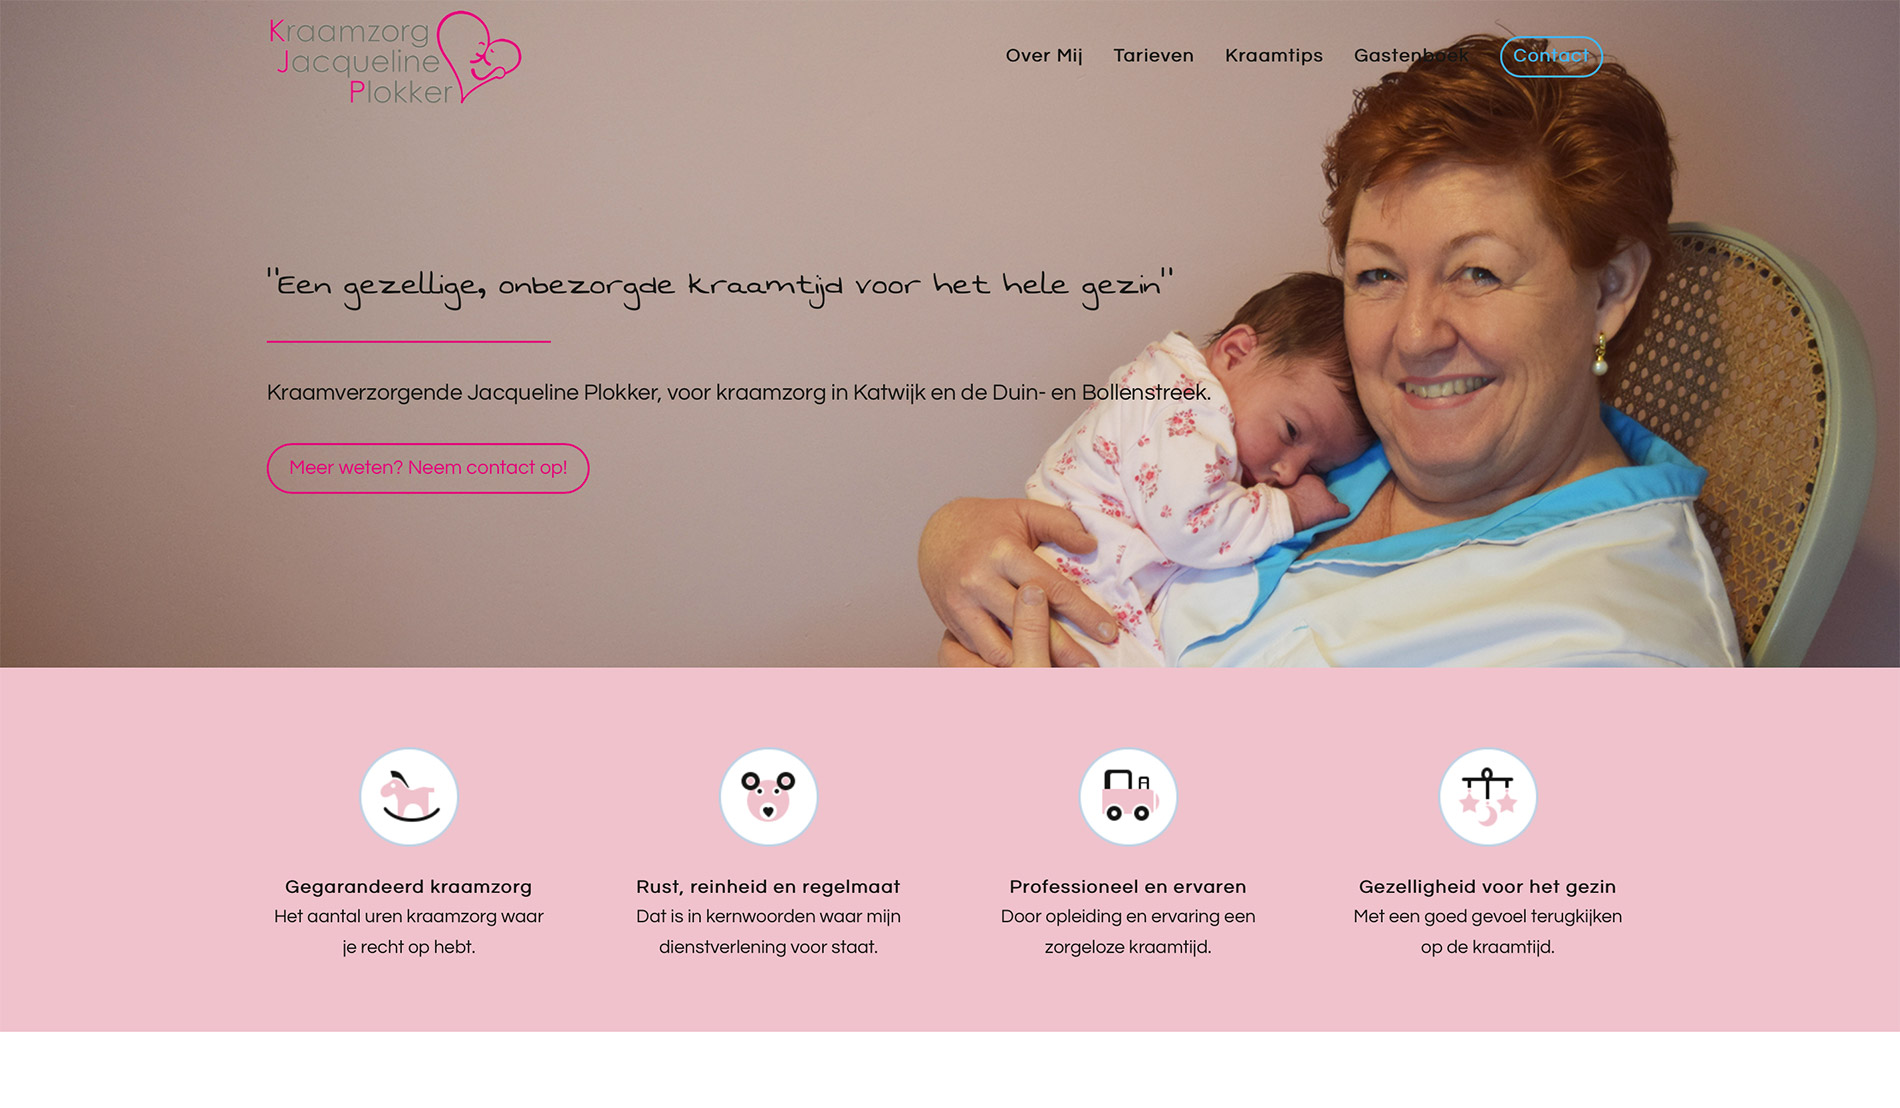 Kraamzorg
Jacqueline
Plokker
Over Mij Tarieven Kraamtips Gastenboek Contact
"Een gezellige, onbezorgde kraamtijd voor het hele gezin"
Kraamverzorgende Jacqueline Plokker, voor kraamzorg in Katwijk en de Duin- en Bollenstreek.
Meer weten? Neem contact op!
Gegarandeerd kraamzorg
Het aantal uren kraamzorg waar
je recht op hebt.
Rust, reinheid en regelmaat
Dat is in kernwoorden waar mijn
dienstverlening voor staat.
Professioneel en ervaren
Door opleiding en ervaring een
zorgeloze kraamtijd.
Gezelligheid voor het gezin
Met een goed gevoel terugkijken
op de kraamtijd.